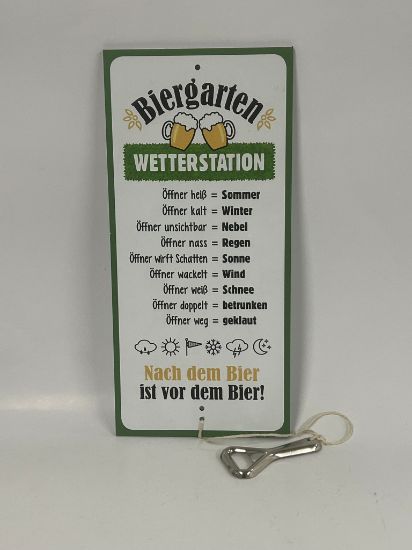 Biergarten
WETTERSTATION
Öffner heiß = Sommer
Öffner kalt = Winter
Öffner unsichtbar = Nebel
Öffner nass = Regen
Öffner wirft Schatten = Sonne
Öffner wackelt = Wind
Öffner weiß = Schnee
Öffner doppelt = betrunken
Öffner weg = geklaut
Nach dem Bier
ist vor dem Bier!